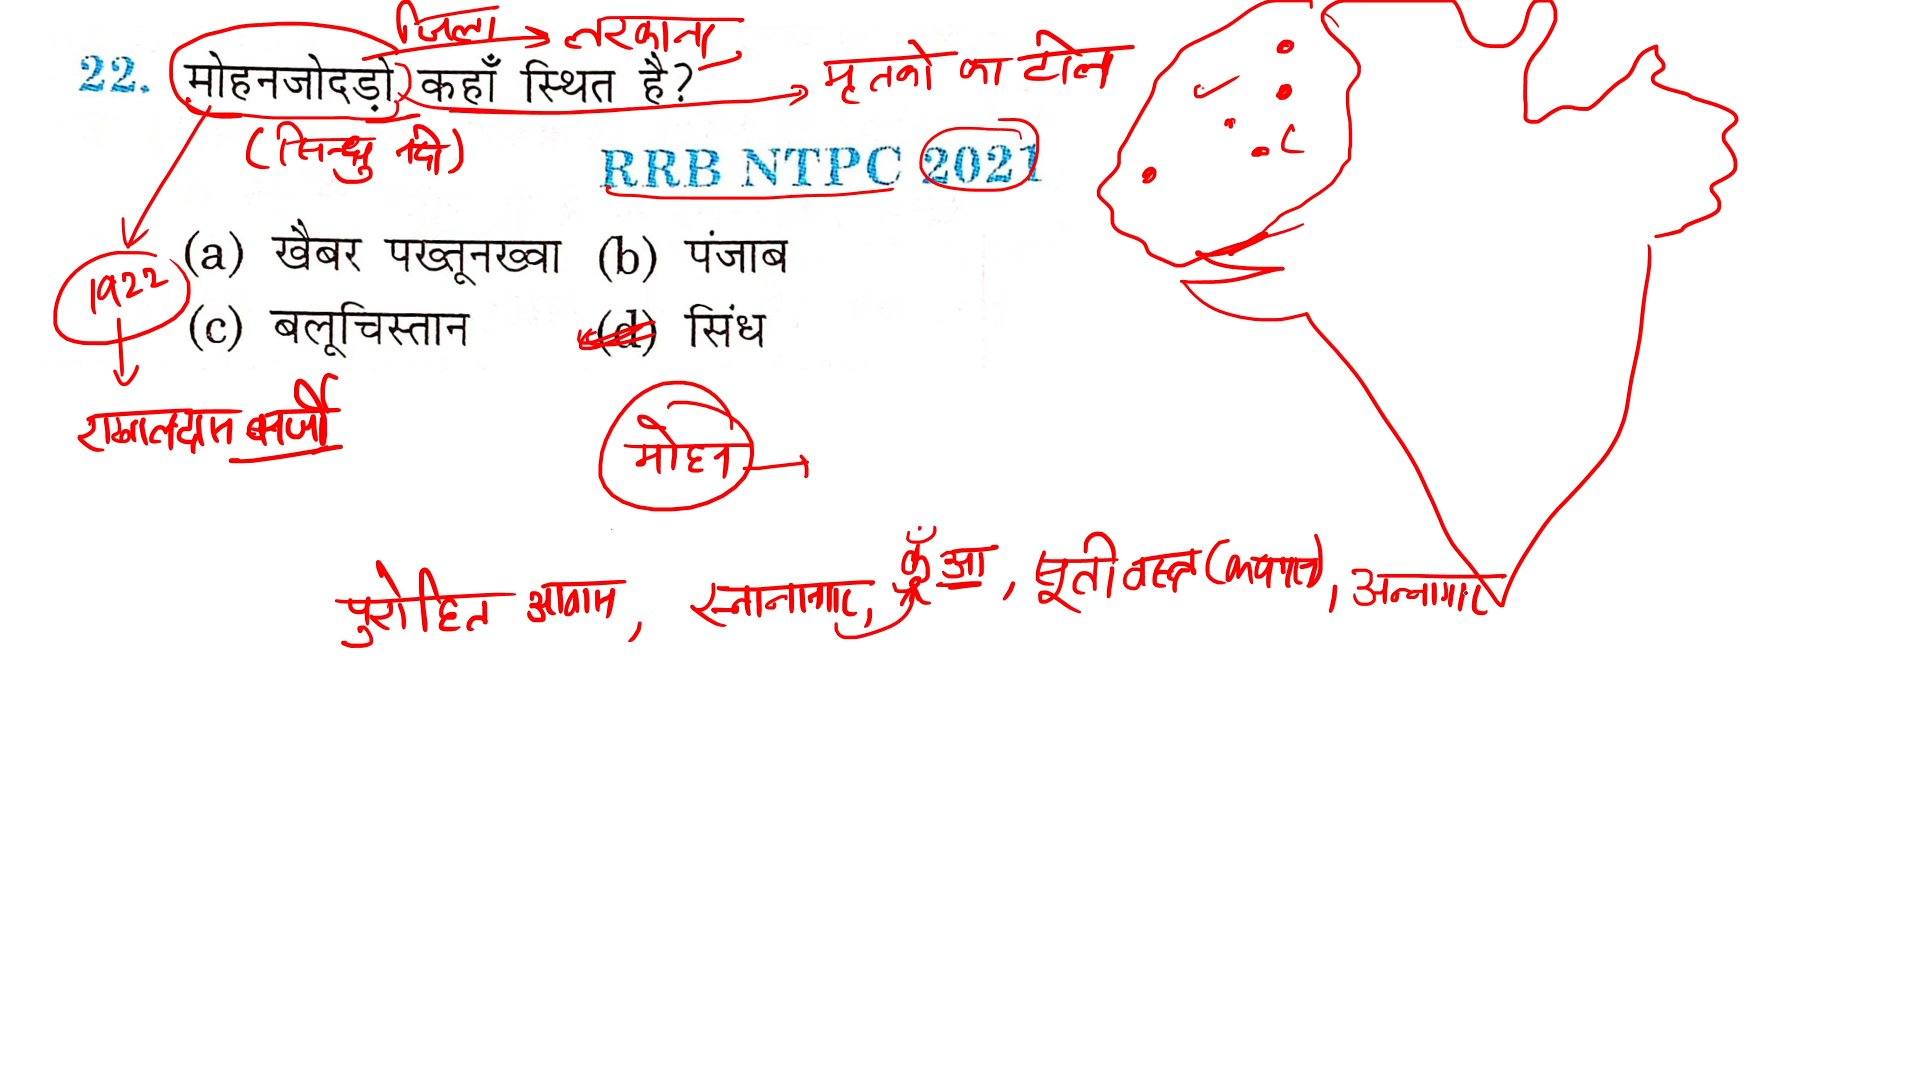 जिला → लरकाना
22. मोहनजोदड़ो कहाँ स्थित है? → मृतको का टीला
(सिन्धु नदी)
RRB NTPC 2021
(a) खैबर पख्तूनख्वा (b) पंजाब
1922
(c) बलूचिस्तान (d) सिंध
राखालदास बनर्जी
मोहन
पुरोहित आवास, स्नानागार, कुँआ, सूती वस्त्र (कपास), अन्नागार